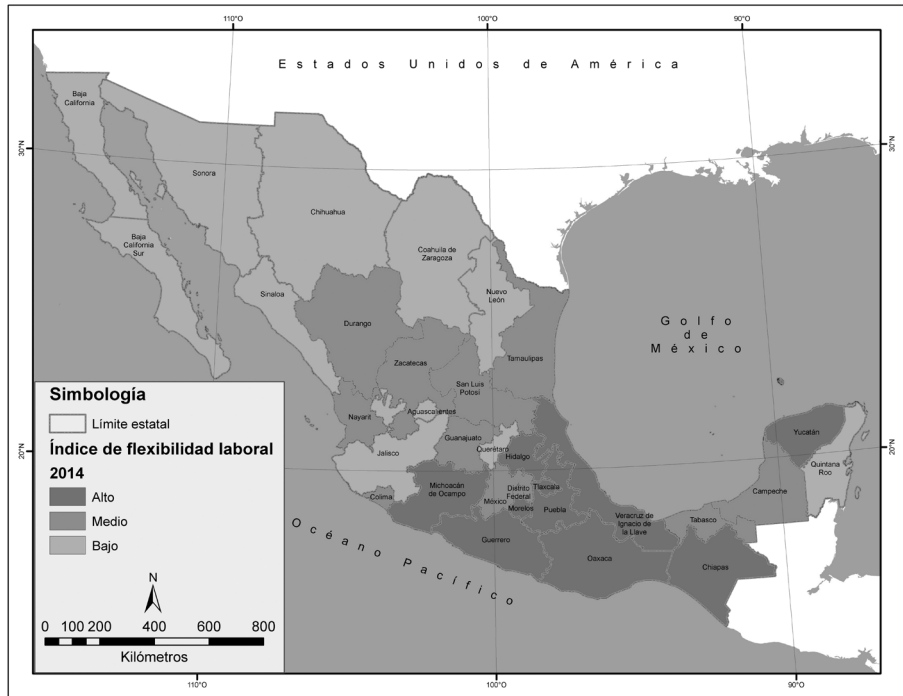 110°O
100°O
90°O
Estados Unidos de América
30°N
30°N
Baja
California
Sonora
Chihuahua
Coahuila de
Zaragoza
Baja
California
Sur
Sinaloa
Nuevo
León
Durango
Tamaulipas
Zacatecas
San Luis
Potosí
Golfo
de
México
Nayarit
Aguascalientes
Guanajuato
Jalisco
Querétaro
Hidalgo
Yucatán
Quintana
Roo
Campeche
20°N
20°N
Colima
Michoacán
de Ocampo
México
Distrito
Federal
Tlaxcala
Morelos
Puebla
Veracruz de
Ignacio de
la Llave
Tabasco
Guerrero
Oaxaca
Chiapas
Océano Pacífico
Simbología
Límite estatal
Índice de flexibilidad laboral
2014
Alto
Medio
Bajo
N
0 100 200 400 600 800
Kilómetros
110°O
100°O
90°O